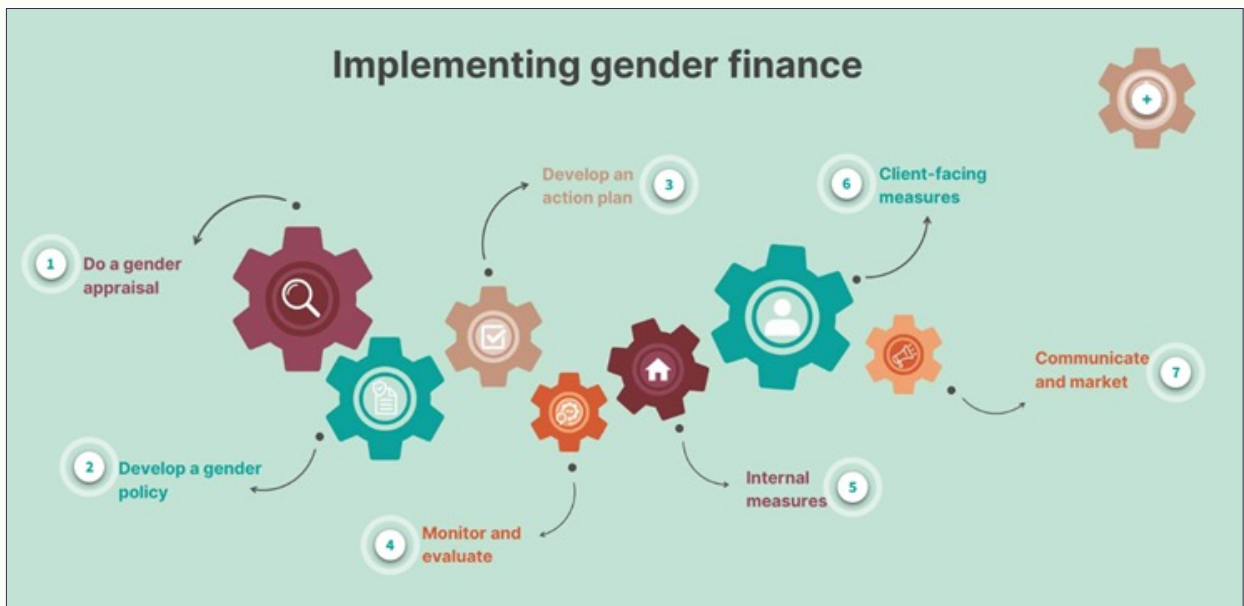 Implementing gender finance
+
1
Do a gender
appraisal
2
Develop a gender
policy
Develop an
action plan
3
4
Monitor and
evaluate
Internal
measures
5
6
Client-facing
measures
Communicate
and market
7